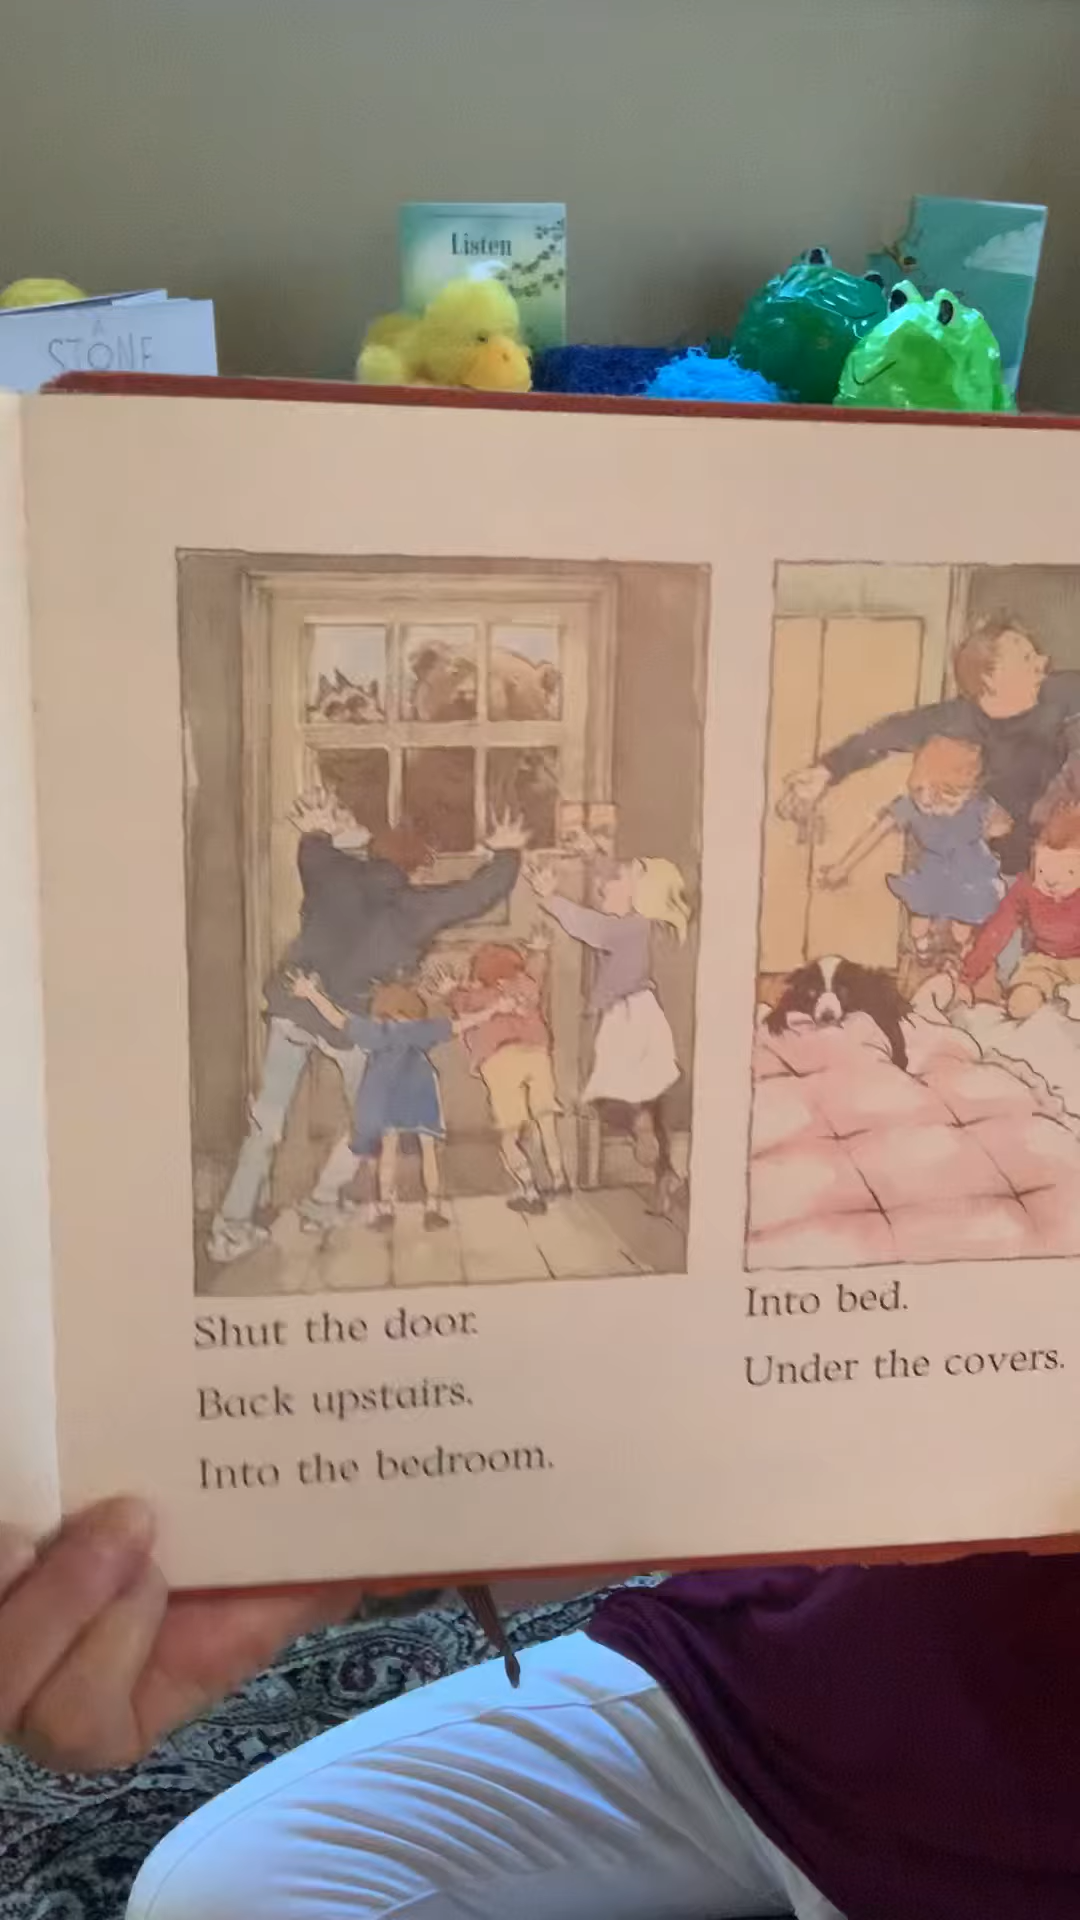 Listen
A
STONE
Shut the door.
Back upstairs.
Into the bedroom.
Into bed.
Under the covers.